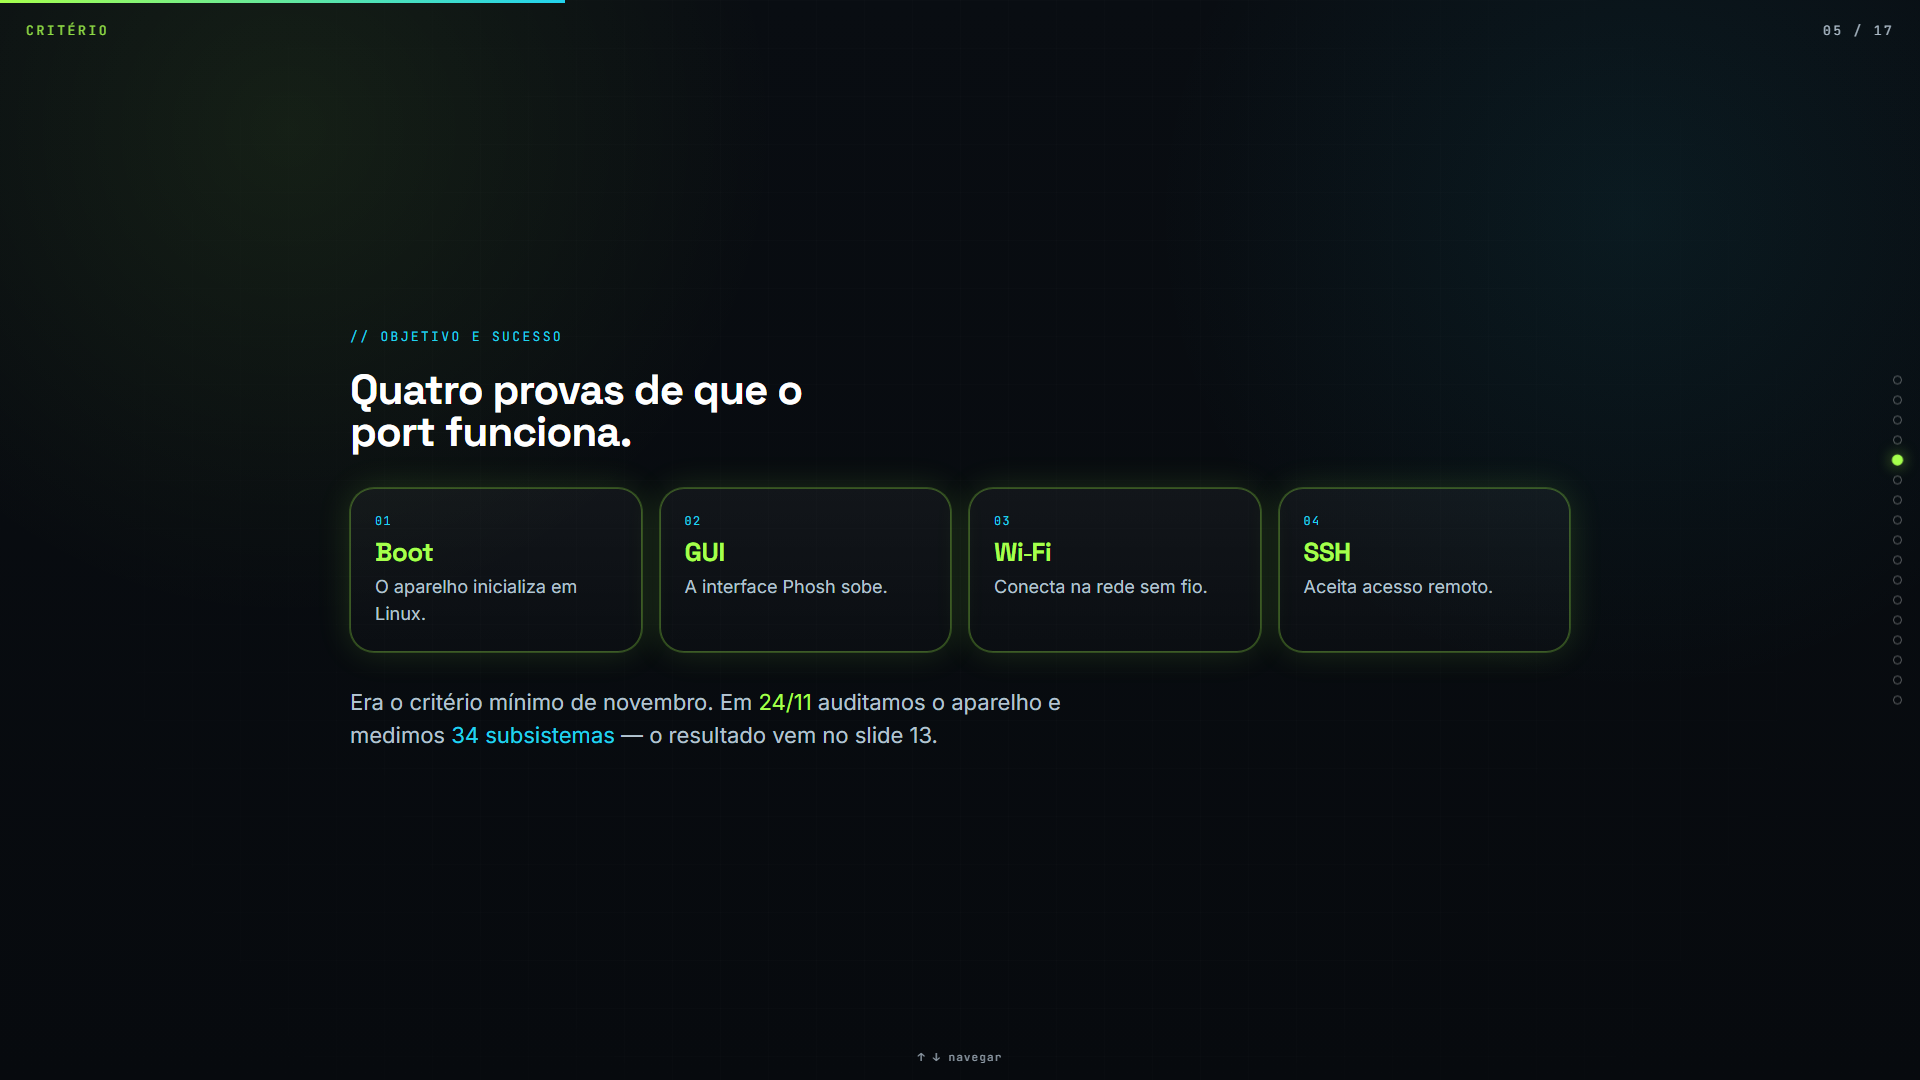 CRITÉRIO
05 / 17
// OBJETIVO E SUCESSO
Quatro provas de que o
port funciona.
01
Boot
O aparelho inicializa em
Linux.
02
GUI
A interface Phosh sobe.
03
Wi-Fi
Conecta na rede sem fio.
04
SSH
Aceita acesso remoto.
Era o critério mínimo de novembro. Em 24/11 auditamos o aparelho e
medimos 34 subsistemas — o resultado vem no slide 13.
↑ ↓ navegar